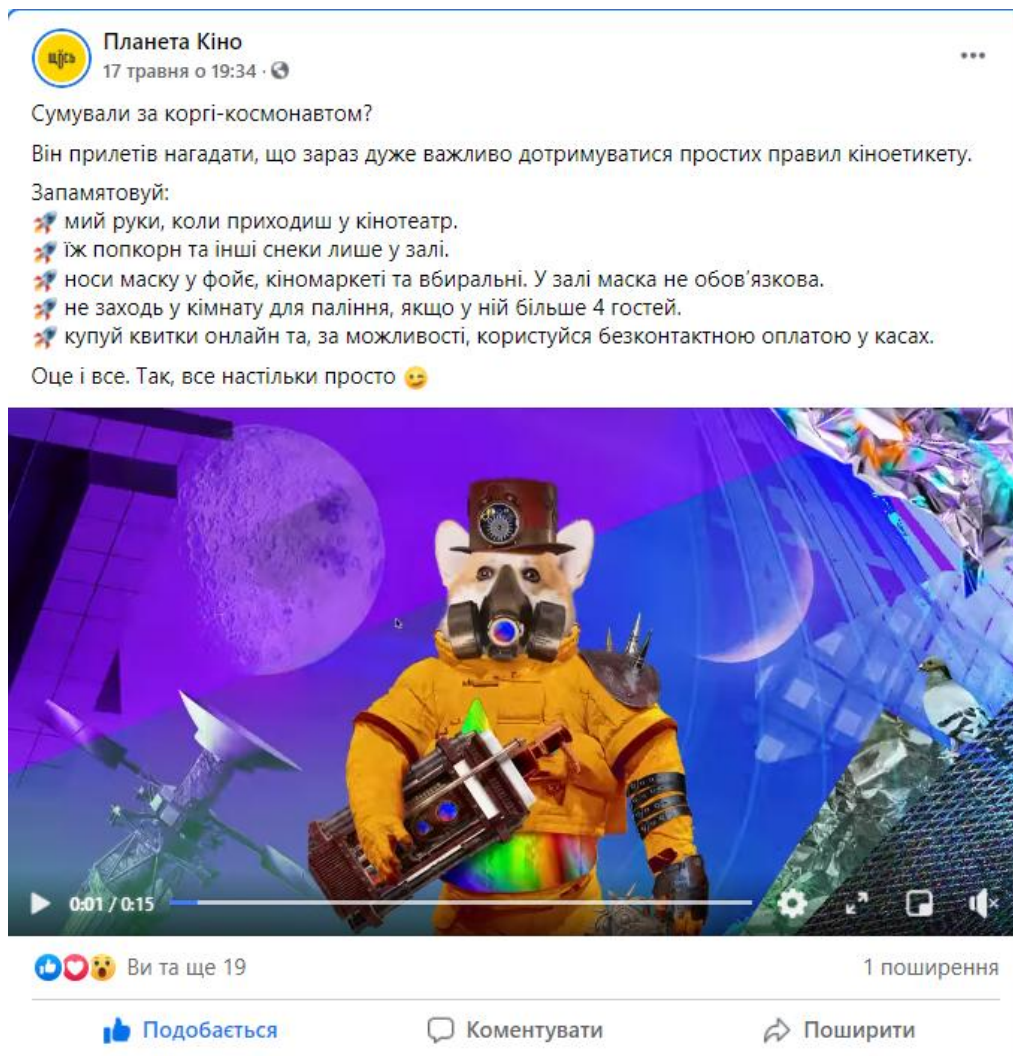 щось
Планета Кіно
17 травня о 19:34 ·
Сумували за коргі-космонавтом?
Він прилетів нагадати, що зараз дуже важливо дотримуватися простих правил кіноетикету.
Запамятовуй:
🚀 мий руки, коли приходиш у кінотеатр.
🚀 їж попкорн та інші снеки лише у залі.
🚀 носи маску у фойє, кіномаркеті та вбиральні. У залі маска не обов’язкова.
🚀 не заходь у кімнату для паління, якщо у ній більше 4 гостей.
🚀 купуй квитки онлайн та, за можливості, користуйся безконтактною оплатою у касах.
Оце і все. Так, все настільки просто 😉
0:01 / 0:15
Ви та ще 19
1 поширення
Подобається
Коментувати
Поширити